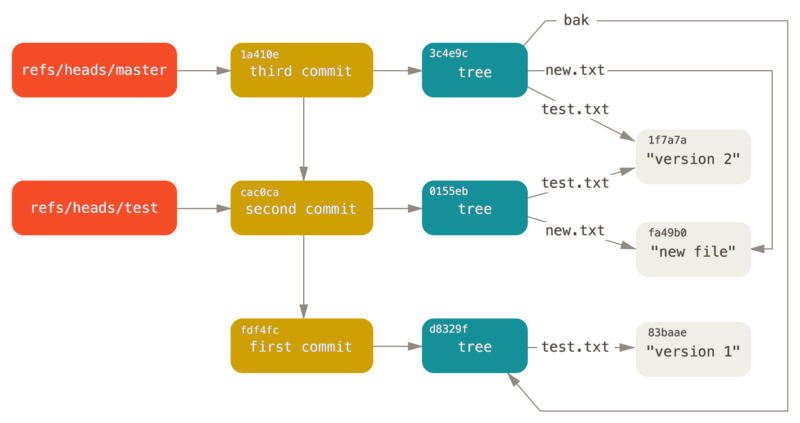 bak
1a410e
3c4e9c
refs/heads/master
third commit
tree
new.txt
test.txt
1f7a7a
"version 2"
cac0ca
0155eb
test.txt
refs/heads/test
second commit
tree
new.txt
fa49b0
"new file"
fdf4fc
d8329f
83baae
first commit
tree
test.txt
"version 1"